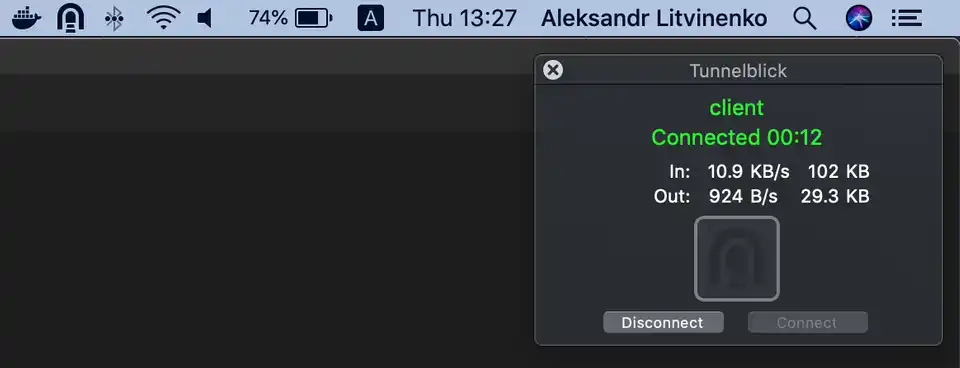 74% A Thu 13:27 Aleksandr Litvinenko
Tunnelblick
client
Connected 00:12
In: 10.9 KB/s 102 KB
Out: 924 B/s 29.3 KB
Disconnect Connect